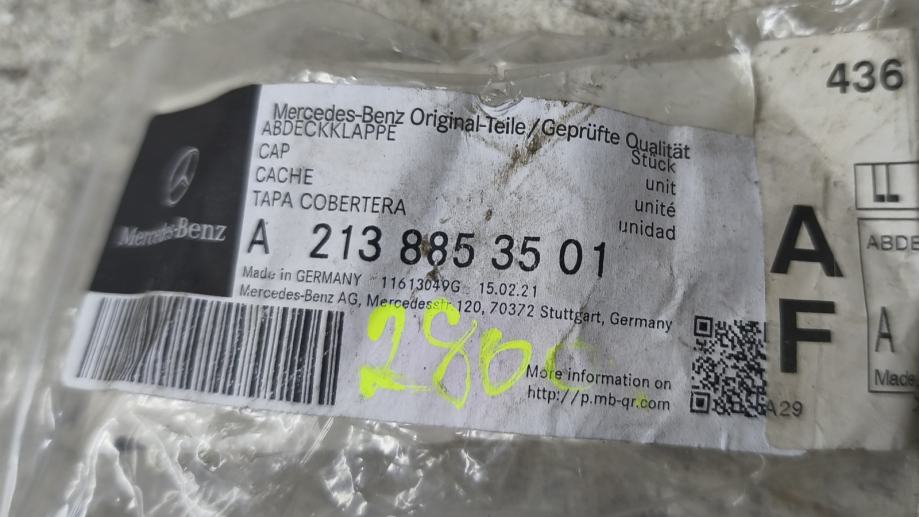 Mercedes-Benz Original-Teile/Geprüfte Qualität
ABDECKKLAPPE Stück
CAP unit
CACHE unité
TAPA COBERTERA unidad
A 213 885 35 01
Made in GERMANY 11613049G 15.02.21
Mercedes-Benz AG, Mercedesstr. 120, 70372 Stuttgart, Germany
Mercedes-Benz
280
More information on
http://p.mb-qr.com
A29
436
A
F
ABDE
A
Made